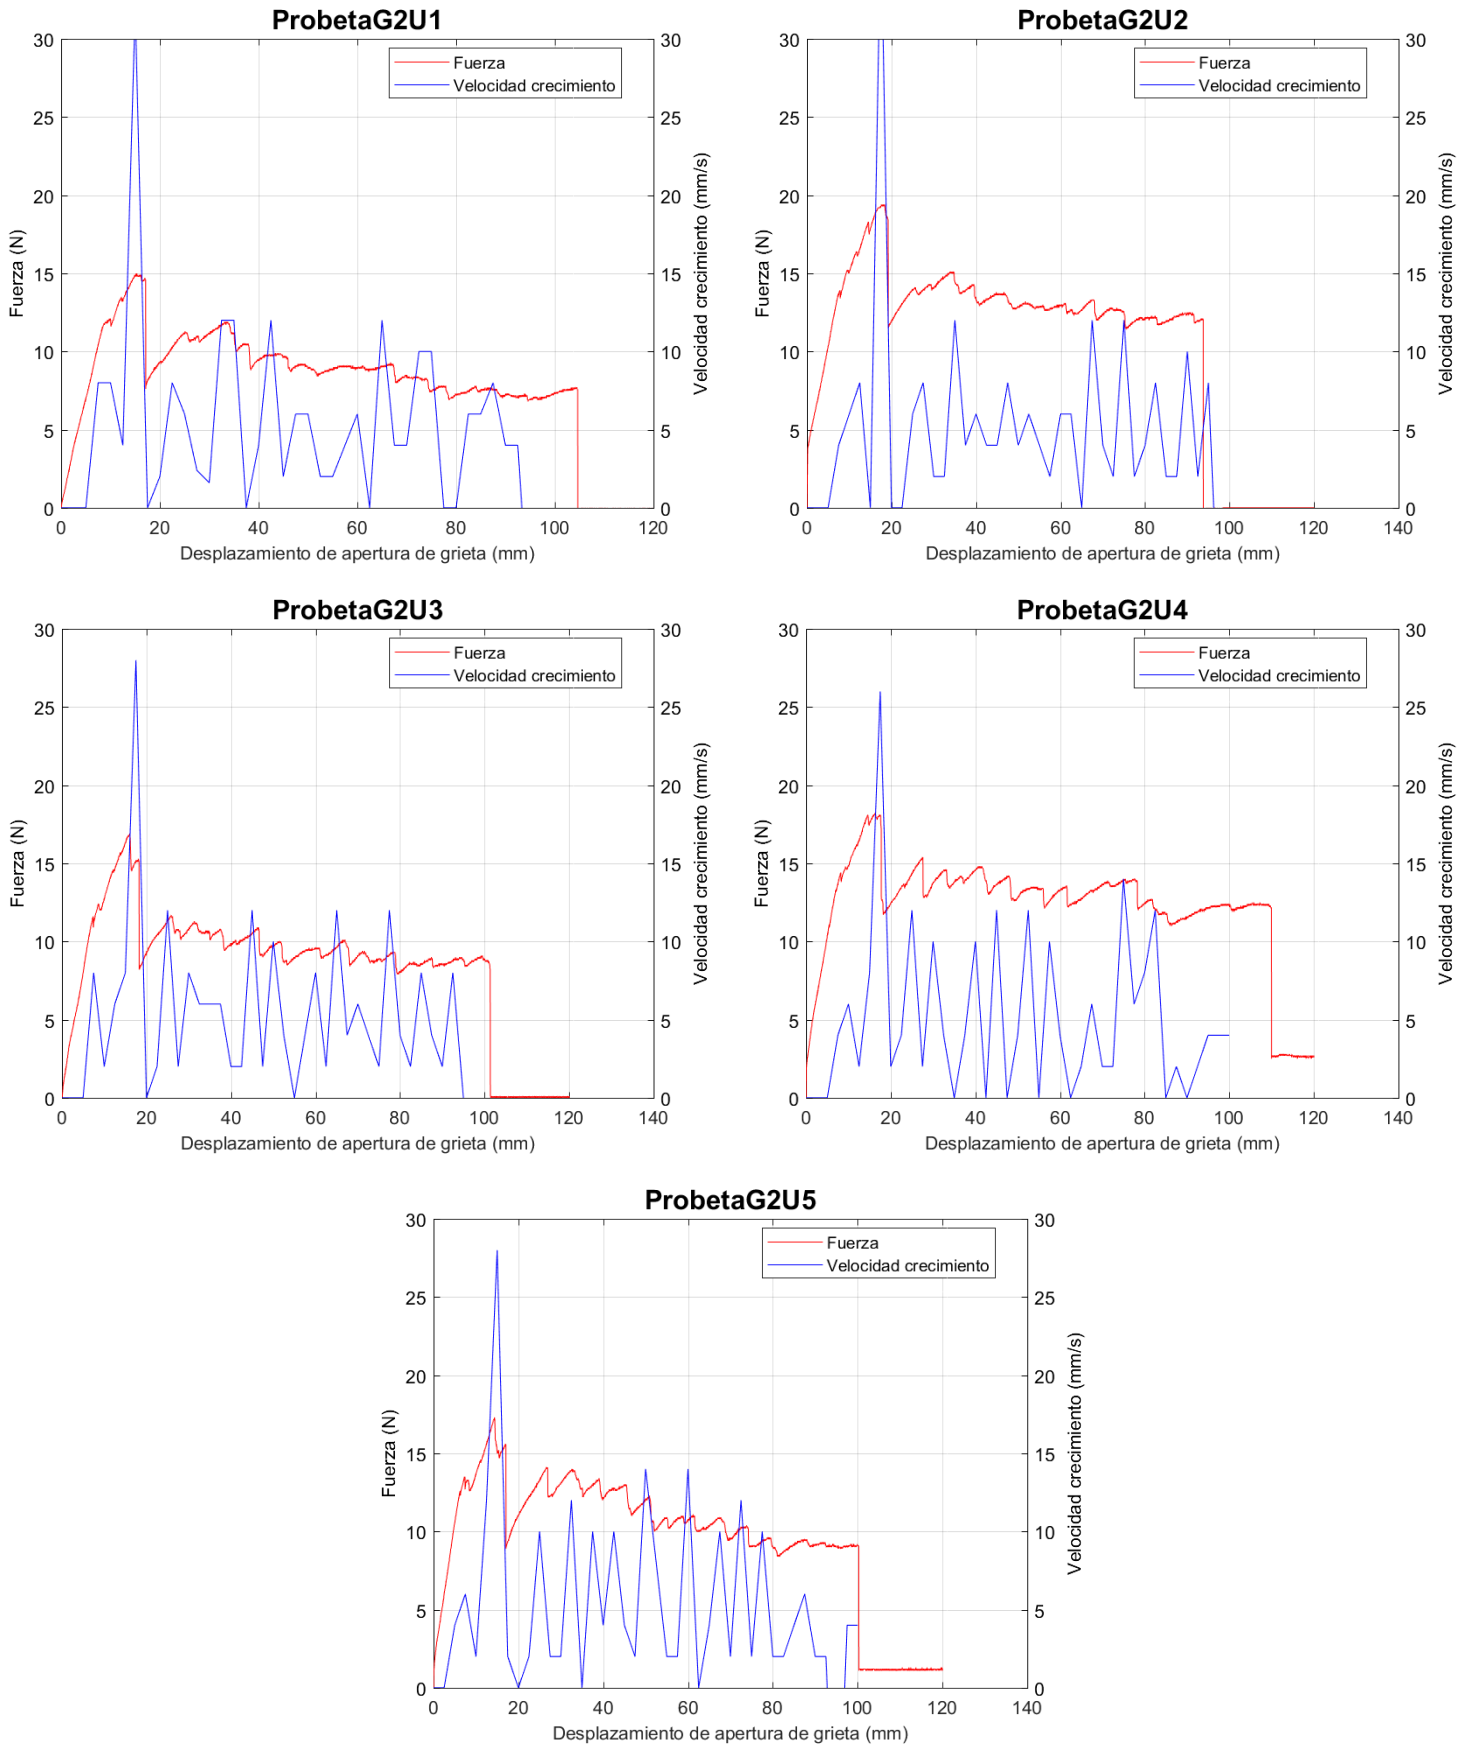 ProbetaG2U1
Fuerza
Velocidad crecimiento
Fuerza (N)
30
25
20
15
10
5
0
30
25
20
15
10
5
0
Velocidad crecimiento (mm/s)
0 20 40 60 80 100 120
Desplazamiento de apertura de grieta (mm)
ProbetaG2U2
Fuerza
Velocidad crecimiento
Fuerza (N)
30
25
20
15
10
5
0
30
25
20
15
10
5
0
Velocidad crecimiento (mm/s)
0 20 40 60 80 100 120 140
Desplazamiento de apertura de grieta (mm)
ProbetaG2U3
Fuerza
Velocidad crecimiento
Fuerza (N)
30
25
20
15
10
5
0
30
25
20
15
10
5
0
Velocidad crecimiento (mm/s)
0 20 40 60 80 100 120 140
Desplazamiento de apertura de grieta (mm)
ProbetaG2U4
Fuerza
Velocidad crecimiento
Fuerza (N)
30
25
20
15
10
5
0
30
25
20
15
10
5
0
Velocidad crecimiento (mm/s)
0 20 40 60 80 100 120 140
Desplazamiento de apertura de grieta (mm)
ProbetaG2U5
Fuerza
Velocidad crecimiento
Fuerza (N)
30
25
20
15
10
5
0
30
25
20
15
10
5
0
Velocidad crecimiento (mm/s)
0 20 40 60 80 100 120 140
Desplazamiento de apertura de grieta (mm)